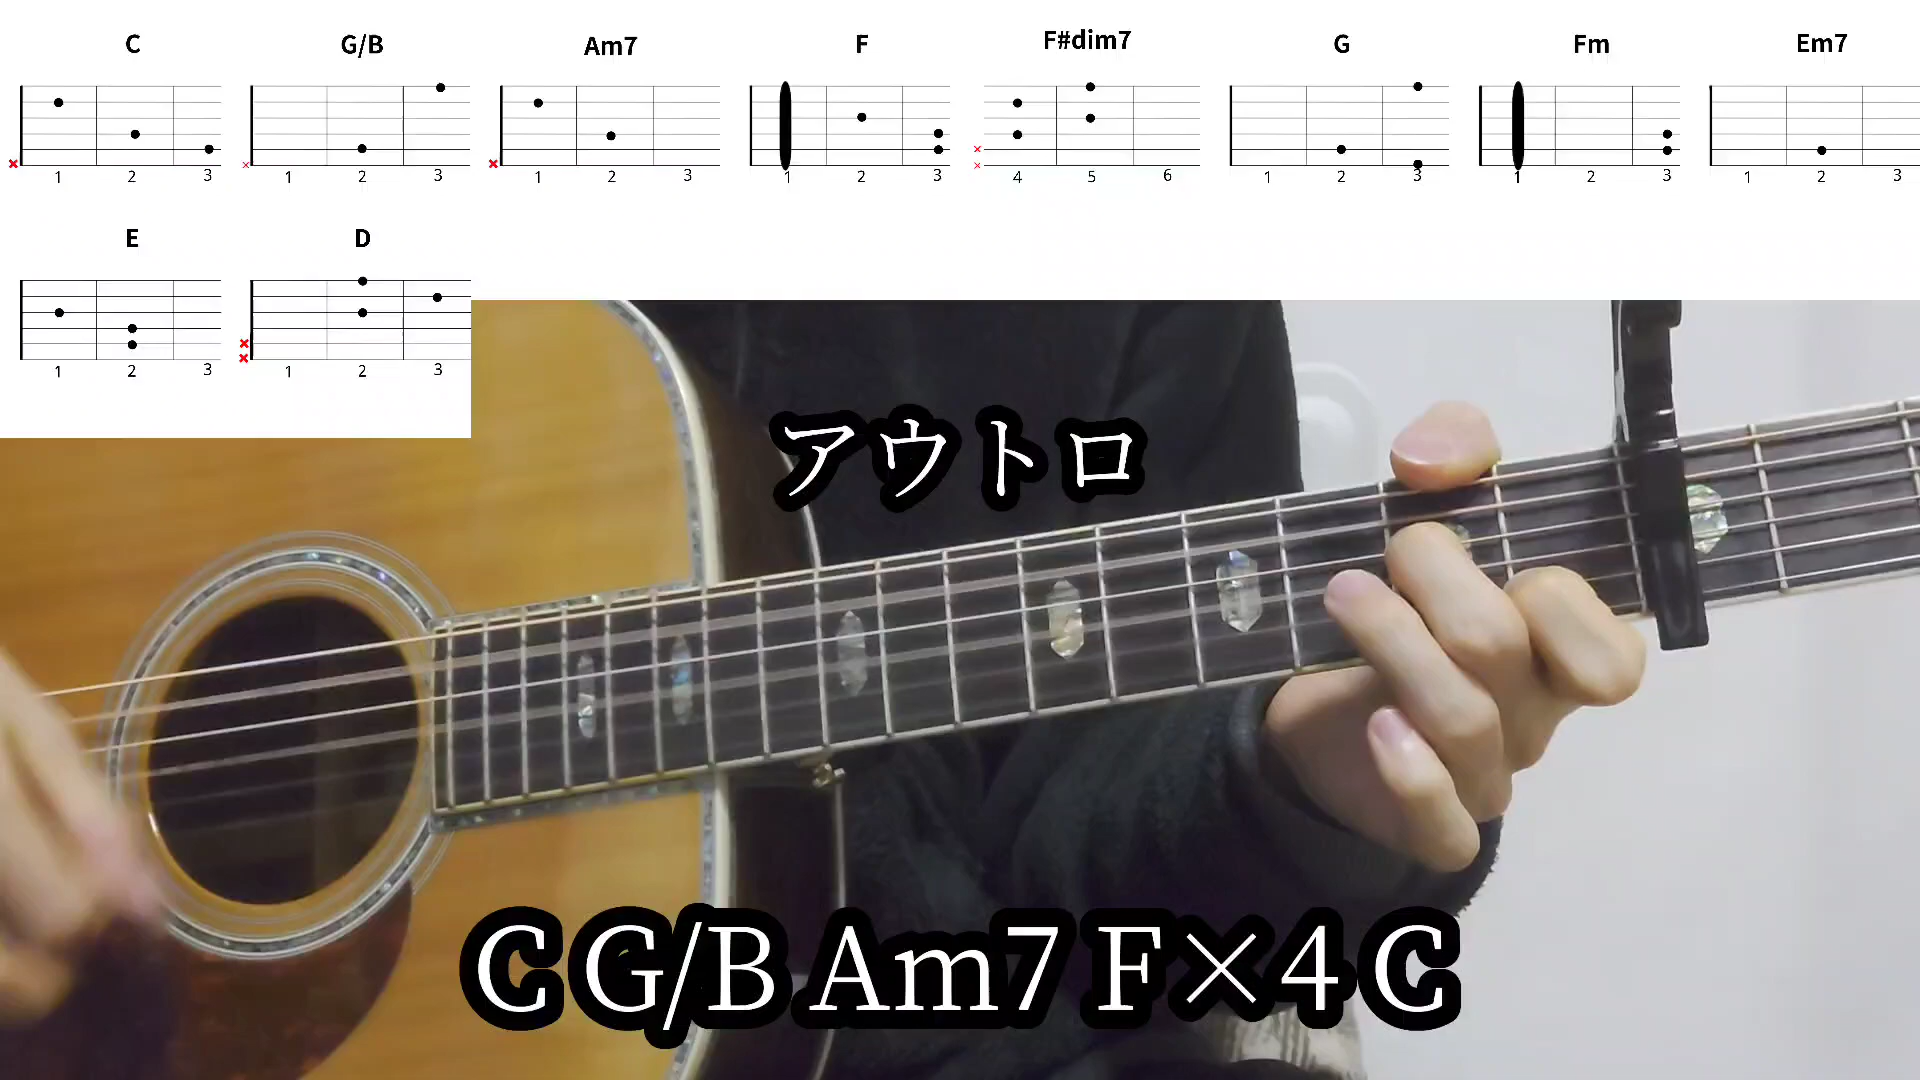 C G/B Am7 F F#dim7 G Fm Em7
× × × × ×
1 2 3 1 2 3 1 2 3 1 2 3 4 5 6 1 2 3 1 2 3 1 2 3
E D
× ×
1 2 3 1 2 3
アウトロ
C G/B Am7 F×4 C